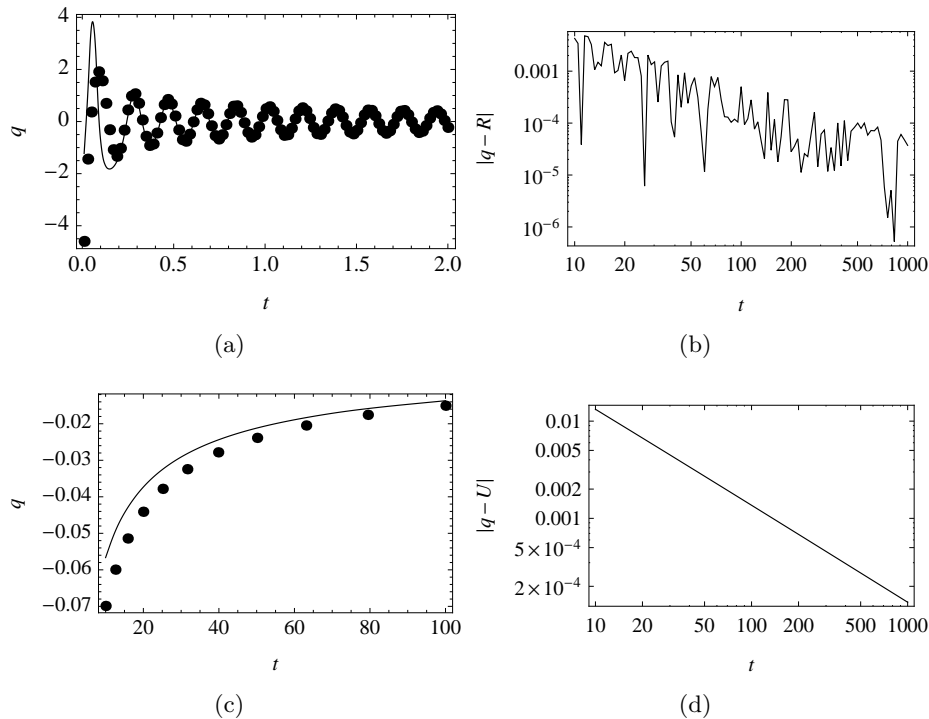 4
2
0
−2
−4
q
0.0 0.5 1.0 1.5 2.0
t
(a)
0.001
10⁻⁴
10⁻⁵
10⁻⁶
|q − R|
10 20 50 100 200 500 1000
t
(b)
−0.02
−0.03
−0.04
−0.05
−0.06
−0.07
q
20 40 60 80 100
t
(c)
0.01
0.005
0.002
0.001
5 × 10⁻⁴
2 × 10⁻⁴
|q − U|
10 20 50 100 200 500 1000
t
(d)